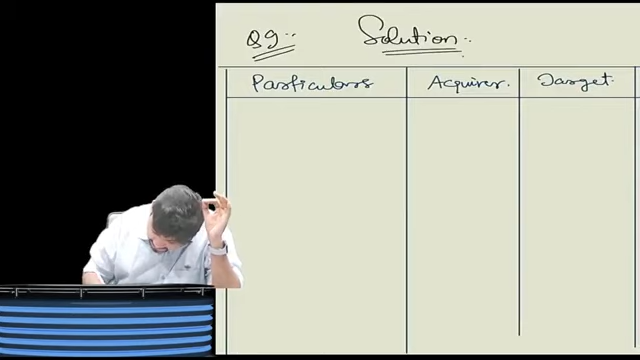 Q9:-
Solution:-
Particulars
Acquirer.
Target.